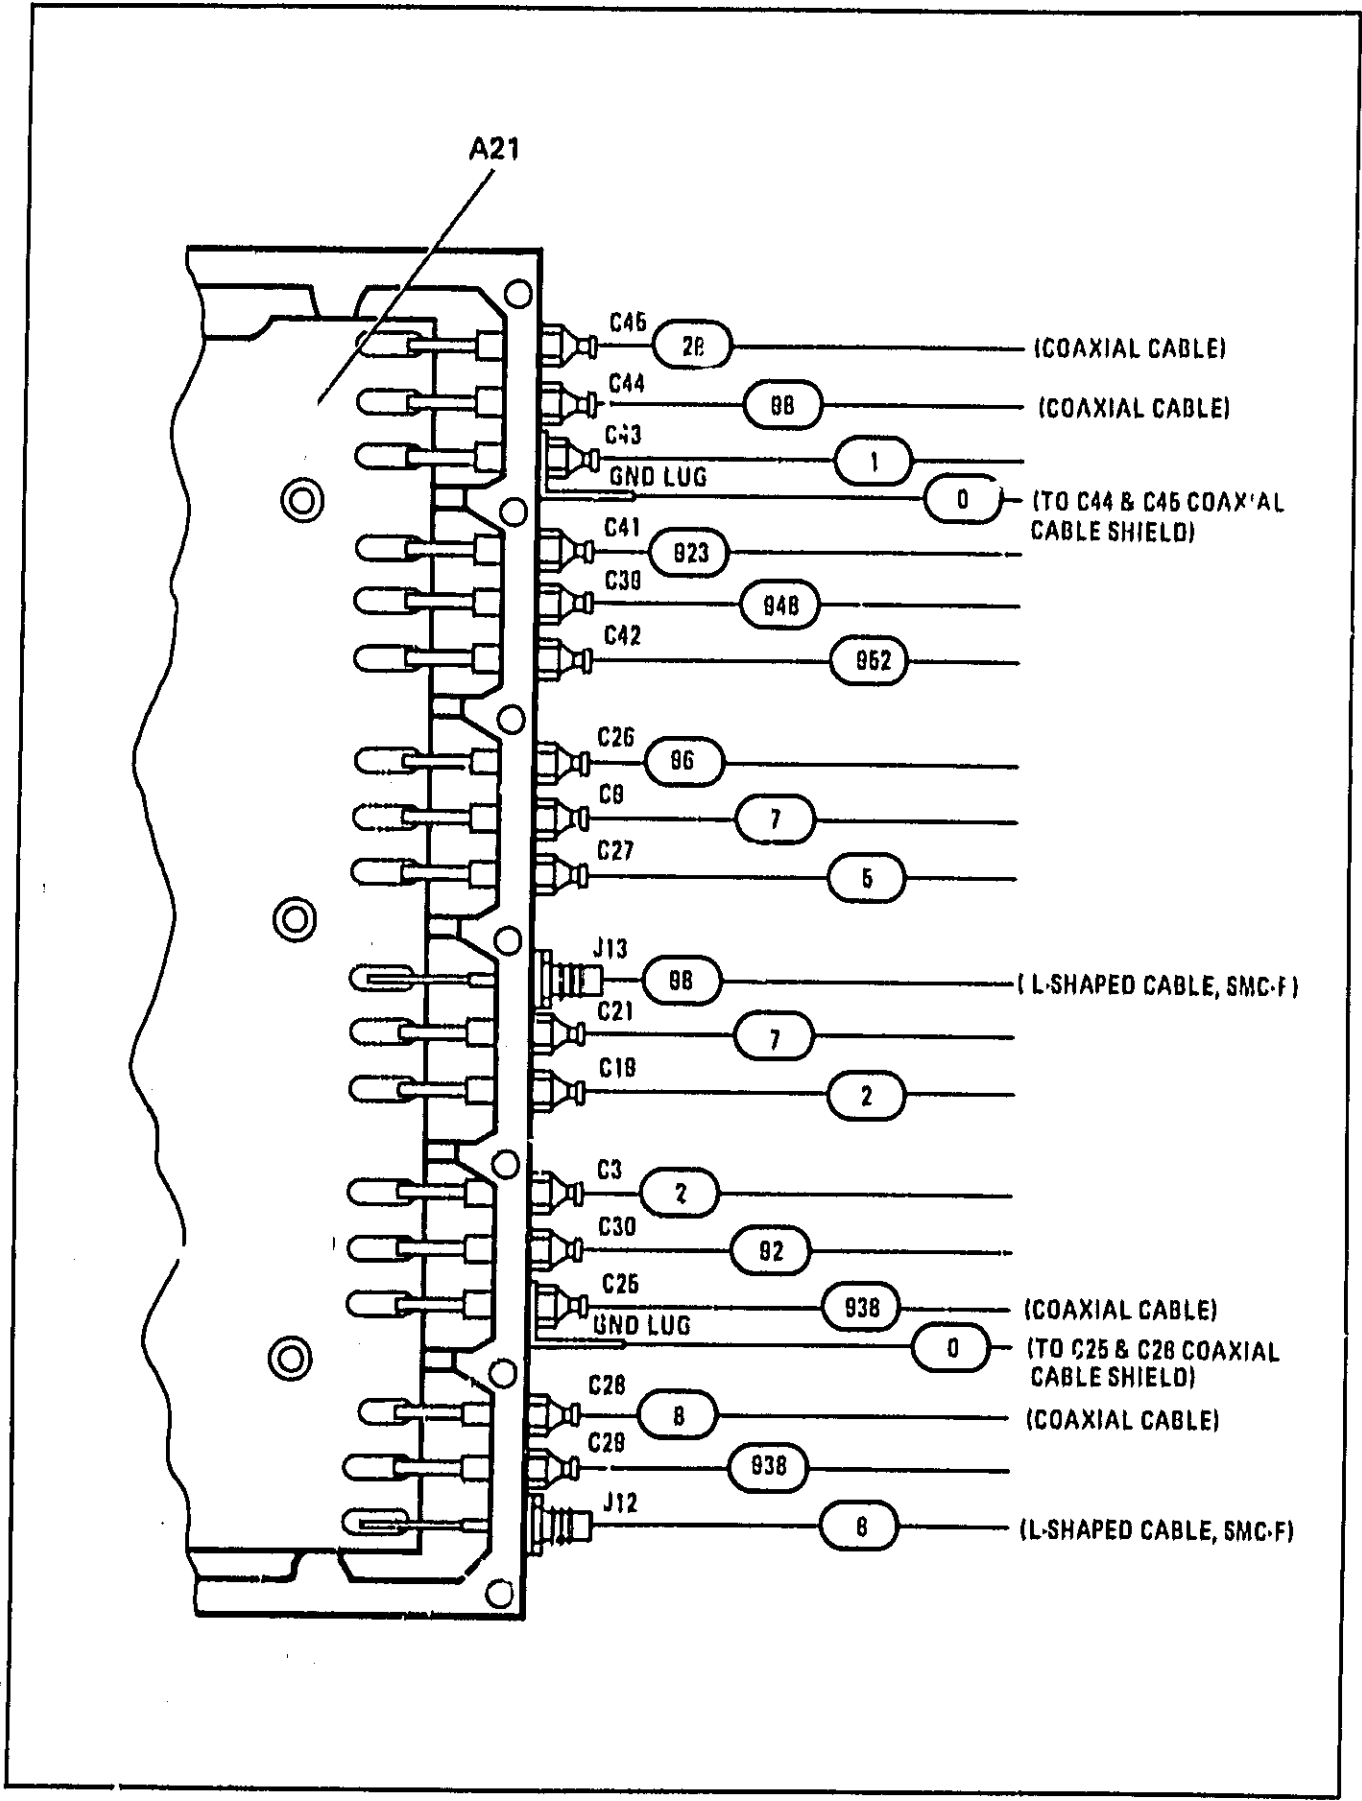 A21
C45
28
(COAXIAL CABLE)
C44
98
(COAXIAL CABLE)
C43
1
GND LUG
0
(TO C44 & C45 COAXIAL
CABLE SHIELD)
C41
923
C39
948
C42
952
C26
96
7
C27
5
J13
98
(L-SHAPED CABLE, SMC-F)
C21
7
2
C3
2
C30
92
C25
938
(COAXIAL CABLE)
GND LUG
0
(TO C25 & C28 COAXIAL
CABLE SHIELD)
C28
8
(COAXIAL CABLE)
C29
938
J12
8
(L-SHAPED CABLE, SMC-F)